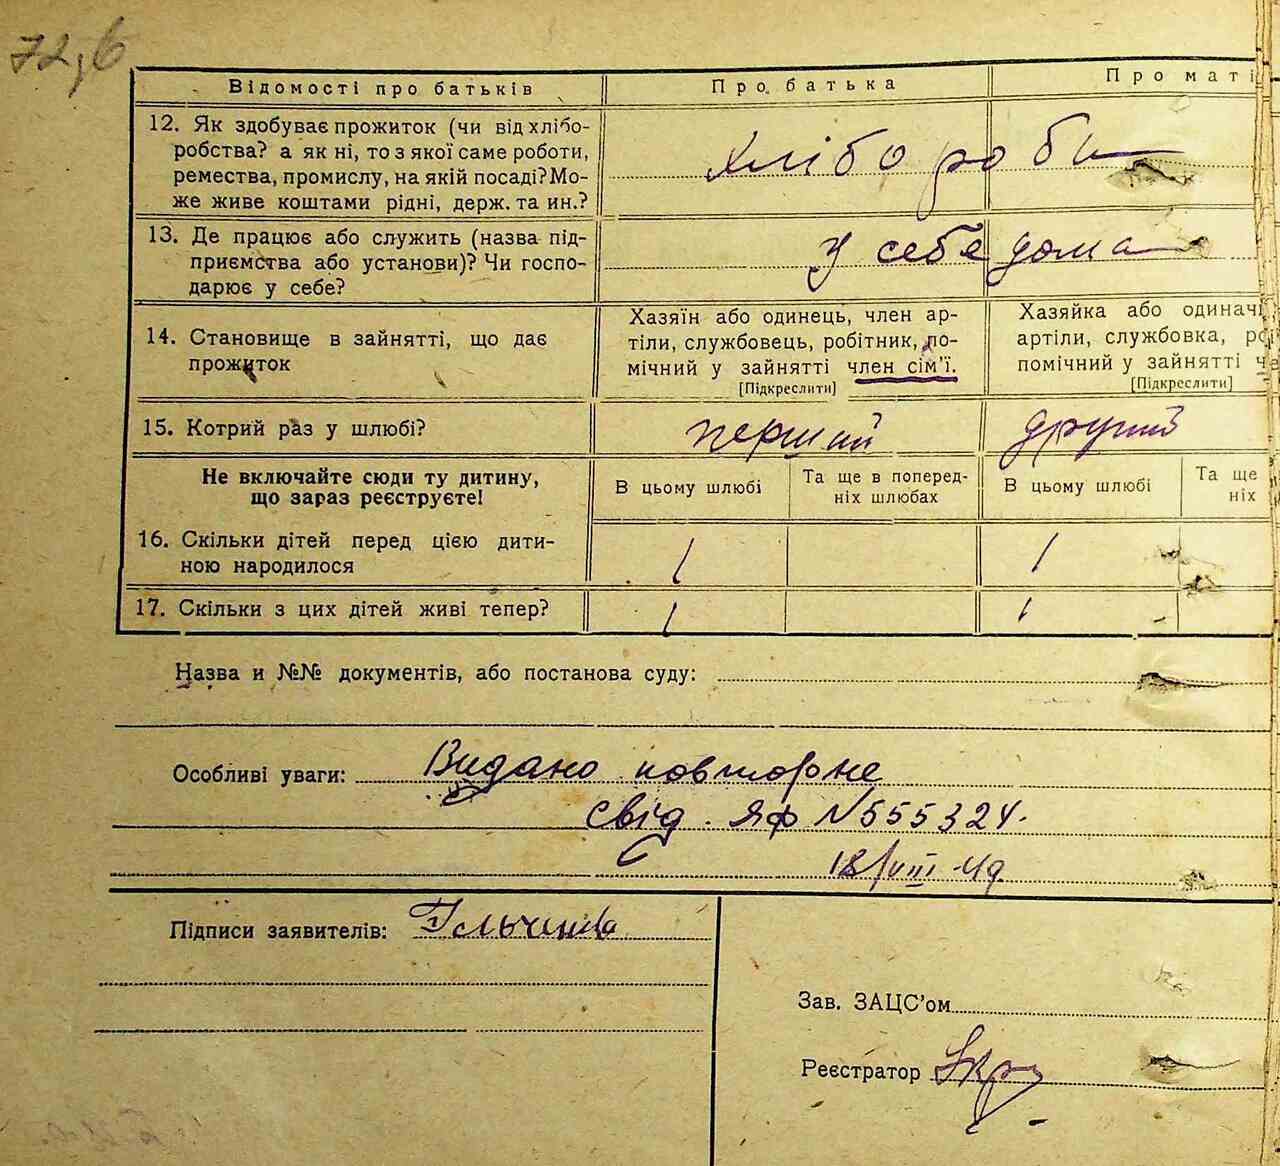 72,б
Відомості про батьків Про батька Про маті
12. Як здобуває прожиток (чи від хлібо-
робства? а як ні, то з якої саме роботи,
ремества, промислу, на якій посаді? Мо-
же живе коштами рідні, держ. та ин.?
хлібороби
13. Де працює або служить (назва під-
приємства або установи)? Чи госпо-
дарює у себе?
У себе дома
14. Становище в зайнятті, що дає
прожиток
Хазяїн або одинець, член ар-
тіли, службовець, робітник, по-
мічний у зайнятті член сім'ї.
[Підкреслити]
Хазяйка або одинач
артіли, службовка, ро
помічний у зайнятті че
[Підкреслити]
15. Котрий раз у шлюбі? перший другий
Не включайте сюди ту дитину,
що зараз реєструєте!
В цьому шлюбі
Та ще в поперед-
ніх шлюбах
В цьому шлюбі
Та ще
ніх
16. Скільки дітей перед цією дити-
ною народилося
1 1
17. Скільки з цих дітей живі тепер? 1 1
Назва и №№ документів, або постанова суду:
Особливі уваги: Видано повторне
свід. ЯФ N 555324.
18/VIII
Підписи заявителів: Ільченко
Зав. ЗАЦС'ом
Реєстратор